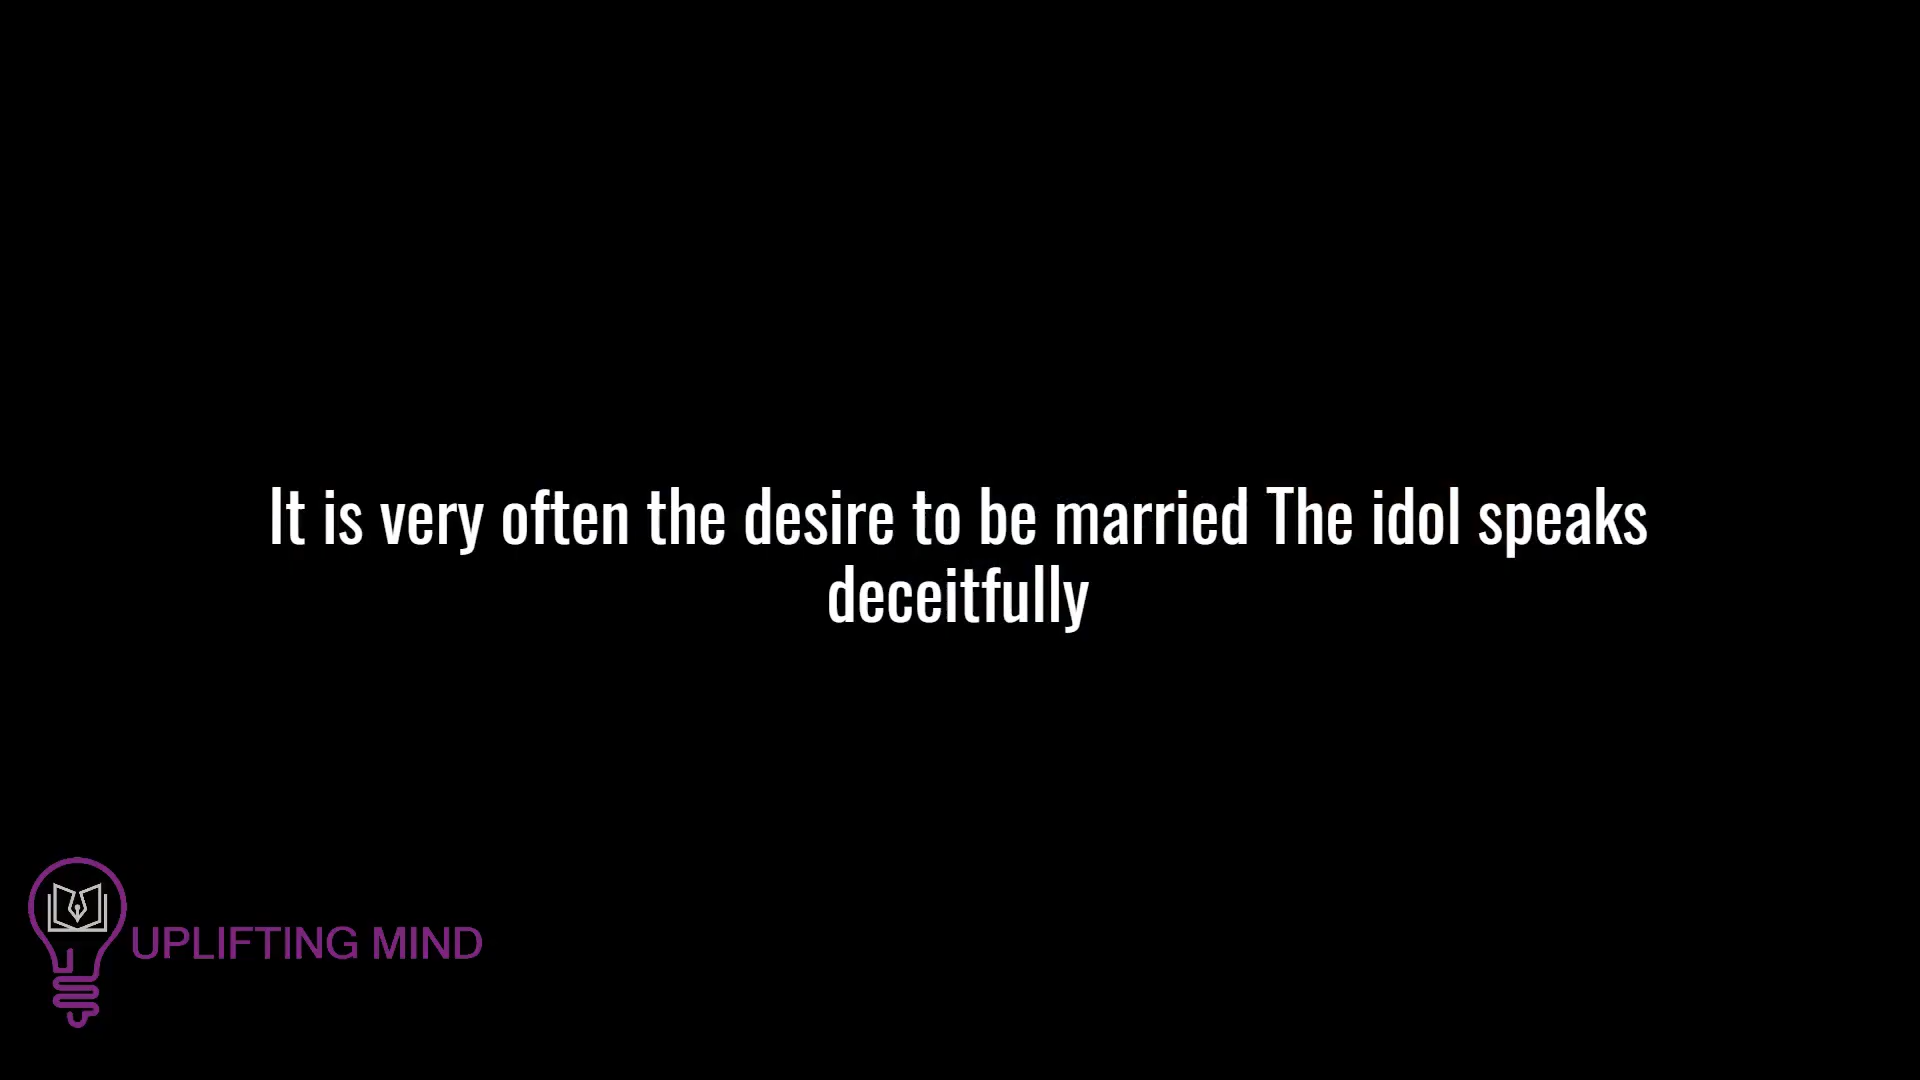 It is very often the desire to be married The idol speaks
deceitfully
UPLIFTING MIND